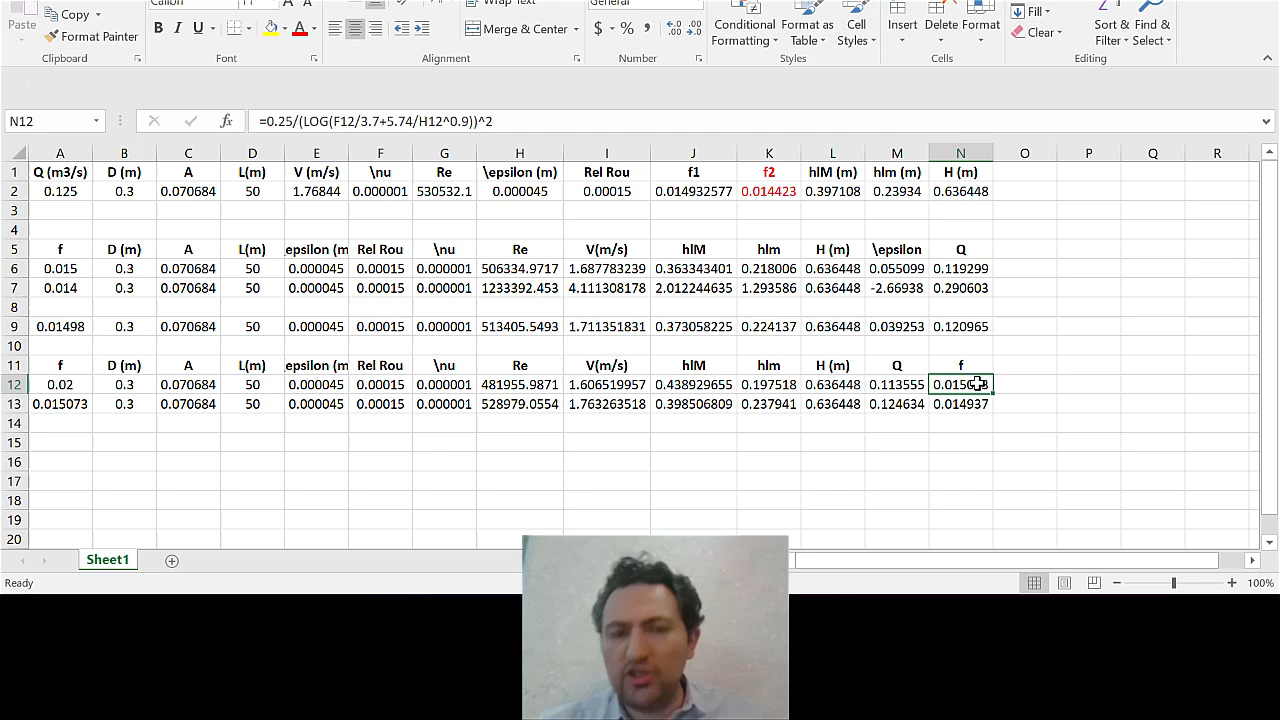 Calibri 11 Wrap Text General
Paste Copy Format Painter B I U Merge & Center $ % , Conditional Formatting Format as Table Cell Styles Insert Delete Format Fill Clear Sort & Filter Find & Select
Clipboard Font Alignment Number Styles Cells Editing
N12 fx =0.25/(LOG(F12/3.7+5.74/H12^0.9))^2
A B C D E F G H I J K L M N O P Q R
1 Q (m3/s) D (m) A L(m) V (m/s) \nu Re \epsilon (m) Rel Rou f1 f2 hlM (m) hlm (m) H (m)
2 0.125 0.3 0.070684 50 1.76844 0.000001 530532.1 0.000045 0.00015 0.014932577 0.014423 0.397108 0.23934 0.636448
3
4
5 f D (m) A L(m) epsilon (m Rel Rou \nu Re V(m/s) hlM hlm H (m) \epsilon Q
6 0.015 0.3 0.070684 50 0.000045 0.00015 0.000001 506334.9717 1.687783239 0.363343401 0.218006 0.636448 0.055099 0.119299
7 0.014 0.3 0.070684 50 0.000045 0.00015 0.000001 1233392.453 4.111308178 2.012244635 1.293586 0.636448 -2.66938 0.290603
8
9 0.01498 0.3 0.070684 50 0.000045 0.00015 0.000001 513405.5493 1.711351831 0.373058225 0.224137 0.636448 0.039253 0.120965
10
11 f D (m) A L(m) epsilon (m Rel Rou \nu Re V(m/s) hlM hlm H (m) Q f
12 0.02 0.3 0.070684 50 0.000045 0.00015 0.000001 481955.9871 1.606519957 0.438929655 0.197518 0.636448 0.113555
13 0.015073 0.3 0.070684 50 0.000045 0.00015 0.000001 528979.0554 1.763263518 0.398506809 0.237941 0.636448 0.124634 0.014937
14
15
16
17
18
19
20
Sheet1
Ready 100%